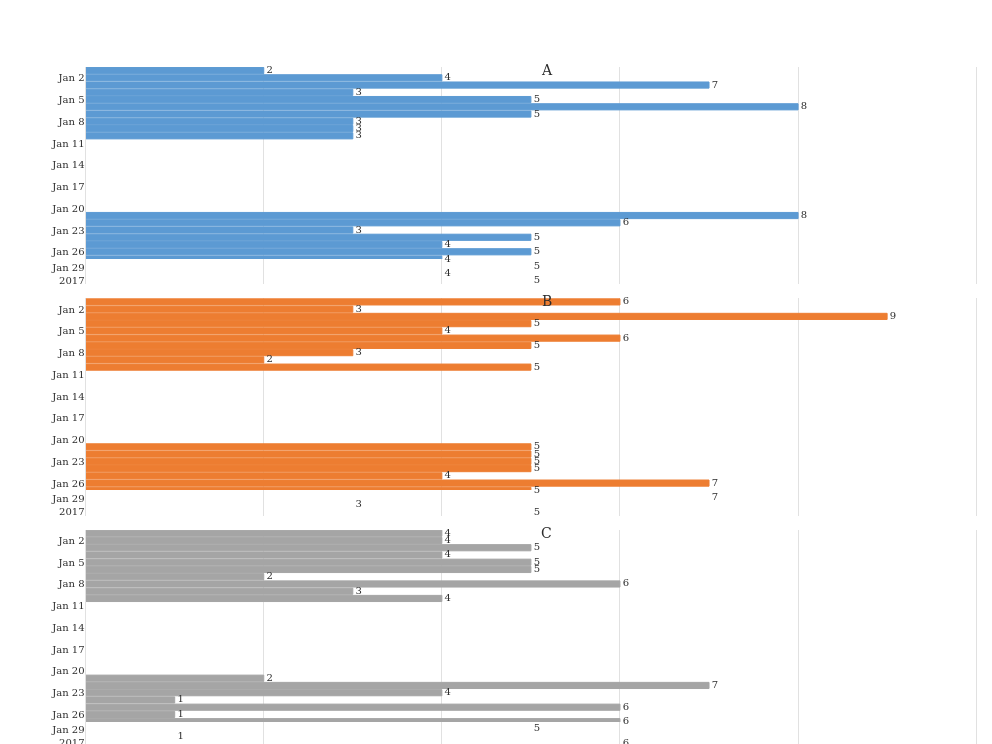 A
2
Jan 2 4
7
3
Jan 5 5
8
5
Jan 8 3
3
3
Jan 11
Jan 14
Jan 17
Jan 20
8
6
Jan 23 3
5
4
Jan 26 5
4
Jan 29 5
4
2017 5
B
6
Jan 2 3
9
5
Jan 5 4
6
5
Jan 8 3
2
5
Jan 11
Jan 14
Jan 17
Jan 20
5
5
Jan 23 5
5
4
Jan 26 7
5
Jan 29 7
3
2017 5
C
4
Jan 2 4
5
4
Jan 5 5
5
2
Jan 8 6
3
4
Jan 11
Jan 14
Jan 17
Jan 20
2
7
Jan 23 4
1
6
Jan 26 1
6
Jan 29 5
1
2017 6